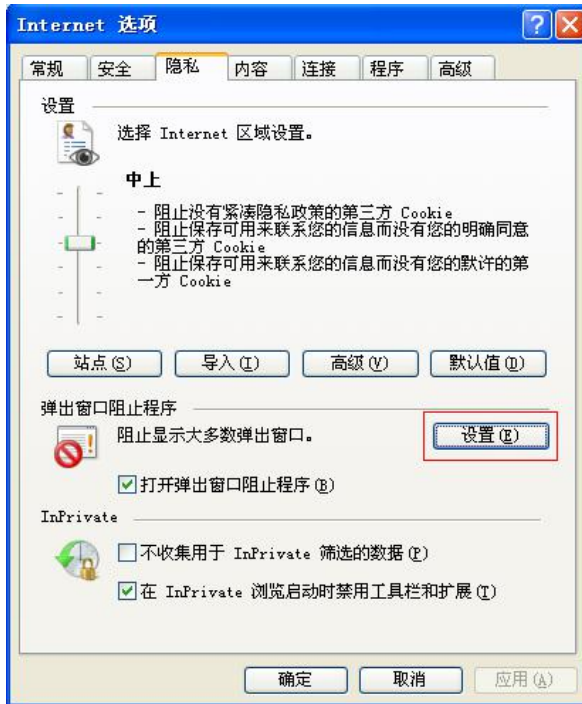 Internet 选项
常规 安全 隐私 内容 连接 程序 高级
设置
选择 Internet 区域设置。
中上
- 阻止没有紧凑隐私政策的第三方 Cookie
- 阻止保存可用来联系您的信息而没有您的明确同意
的第三方 Cookie
- 阻止保存可用来联系您的信息而没有您的默许的第
一方 Cookie
站点(S) 导入(I) 高级(V) 默认值(D)
弹出窗口阻止程序
阻止显示大多数弹出窗口。 设置(E)
打开弹出窗口阻止程序(B)
InPrivate
不收集用于 InPrivate 筛选的数据(P)
在 InPrivate 浏览启动时禁用工具栏和扩展(T)
确定 取消 应用(A)